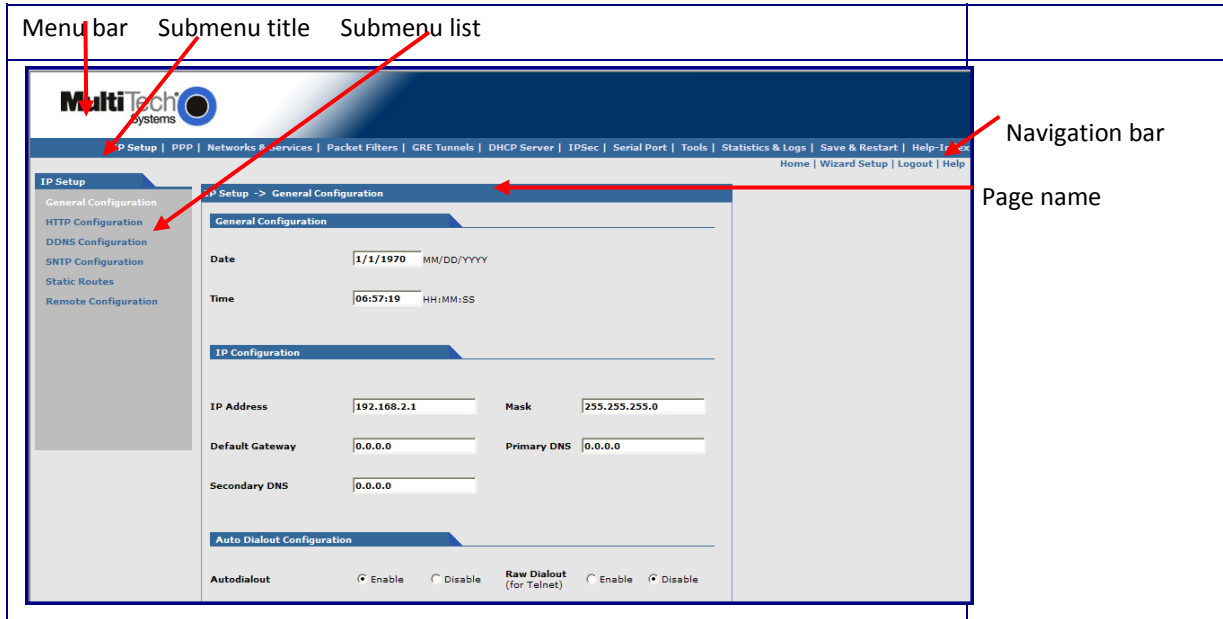 Menu bar Submenu title Submenu list
MultiTech
Systems
Navigation bar
IP Setup | PPP | Networks & Services | Packet Filters | GRE Tunnels | DHCP Server | IPSec | Serial Port | Tools | Statistics & Logs | Save & Restart | Help-Index
Home | Wizard Setup | Logout | Help
IP Setup
Page name
General Configuration
HTTP Configuration
DDNS Configuration
SNTP Configuration
Static Routes
Remote Configuration
IP Setup -> General Configuration
General Configuration
Date 1/1/1970 MM/DD/YYYY
Time 06:57:19 HH:MM:SS
IP Configuration
IP Address 192.168.2.1 Mask 255.255.255.0
Default Gateway 0.0.0.0 Primary DNS 0.0.0.0
Secondary DNS 0.0.0.0
Auto Dialout Configuration
Autodialout Enable Disable Raw Dialout (for Telnet) Enable Disable